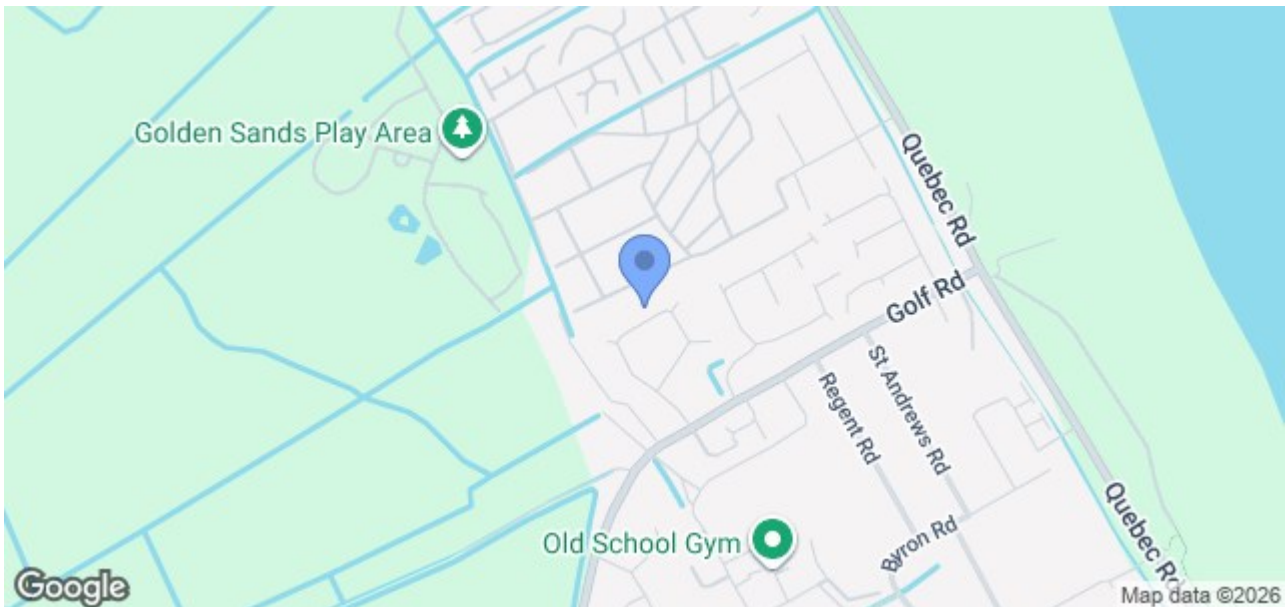 Golden Sands Play Area
Quebec Rd
Golf Rd
St Andrews Rd
Regent Rd
Quebec Rd
Byron Rd
Old School Gym
Google
Map data ©2026